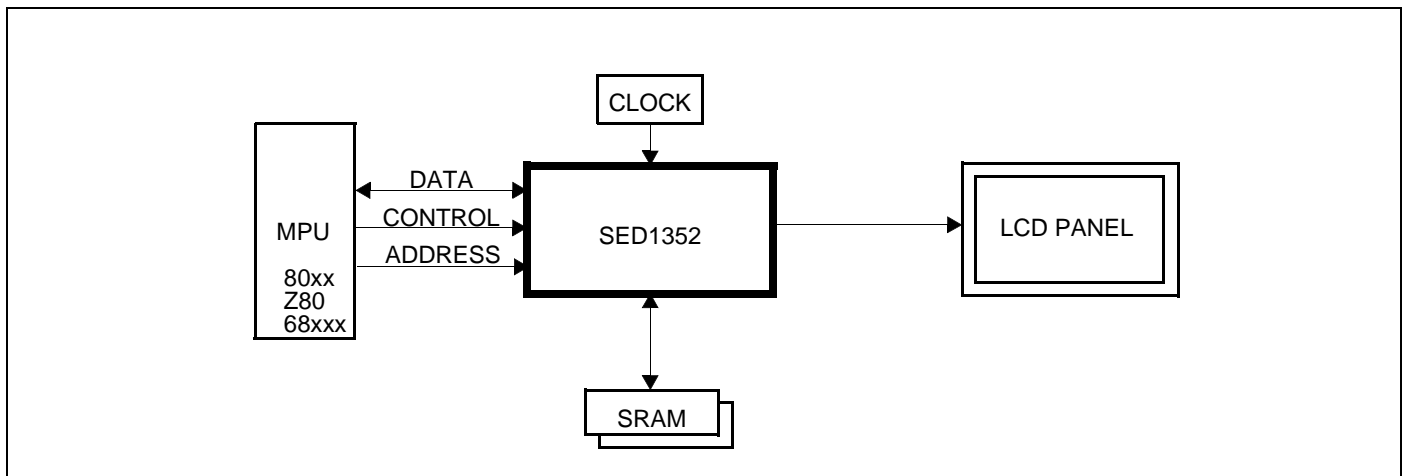 CLOCK
DATA
CONTROL
ADDRESS
MPU
80xx
Z80
68xxx
SED1352
LCD PANEL
SRAM